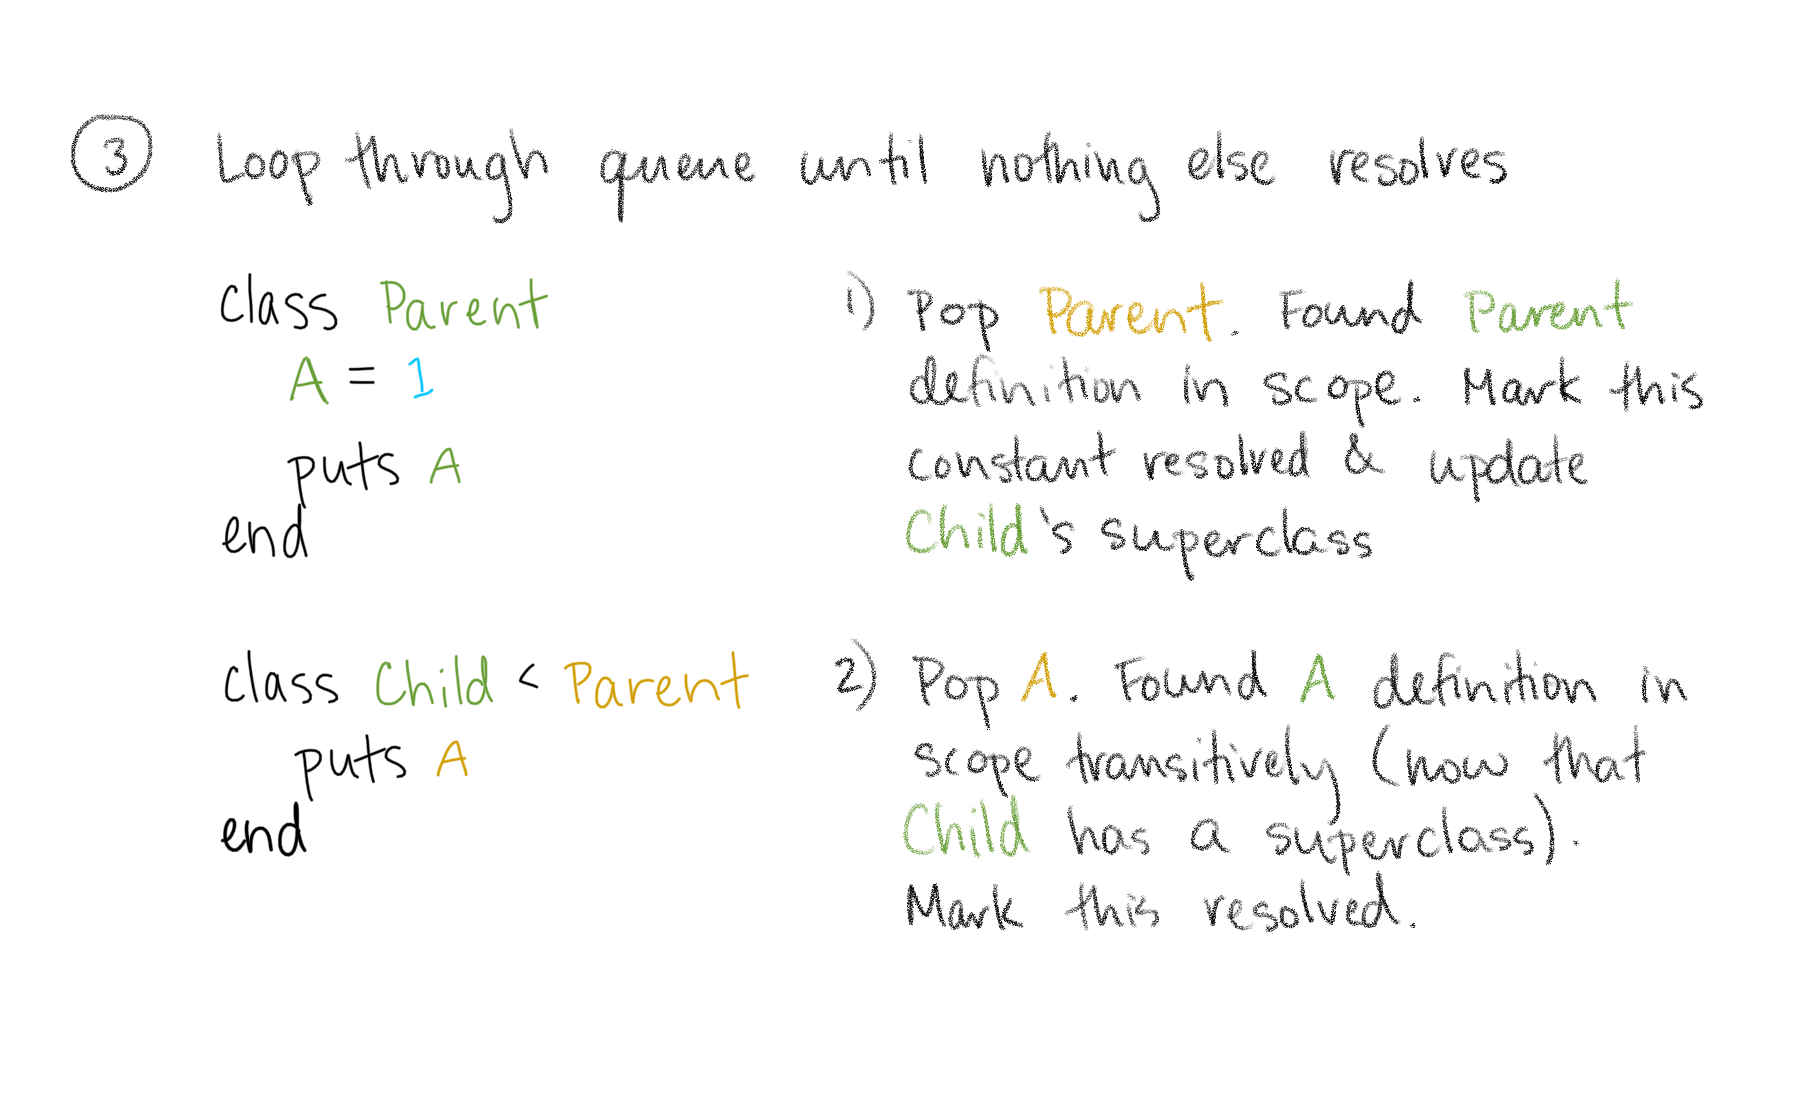 3 Loop through queue until nothing else resolves
class Parent
A = 1
puts A
end
class Child < Parent
puts A
end
1) Pop Parent. Found Parent
definition in scope. Mark this
constant resolved & update
Child's superclass
2) Pop A. Found A definition in
scope transitively (now that
Child has a superclass).
Mark this resolved.